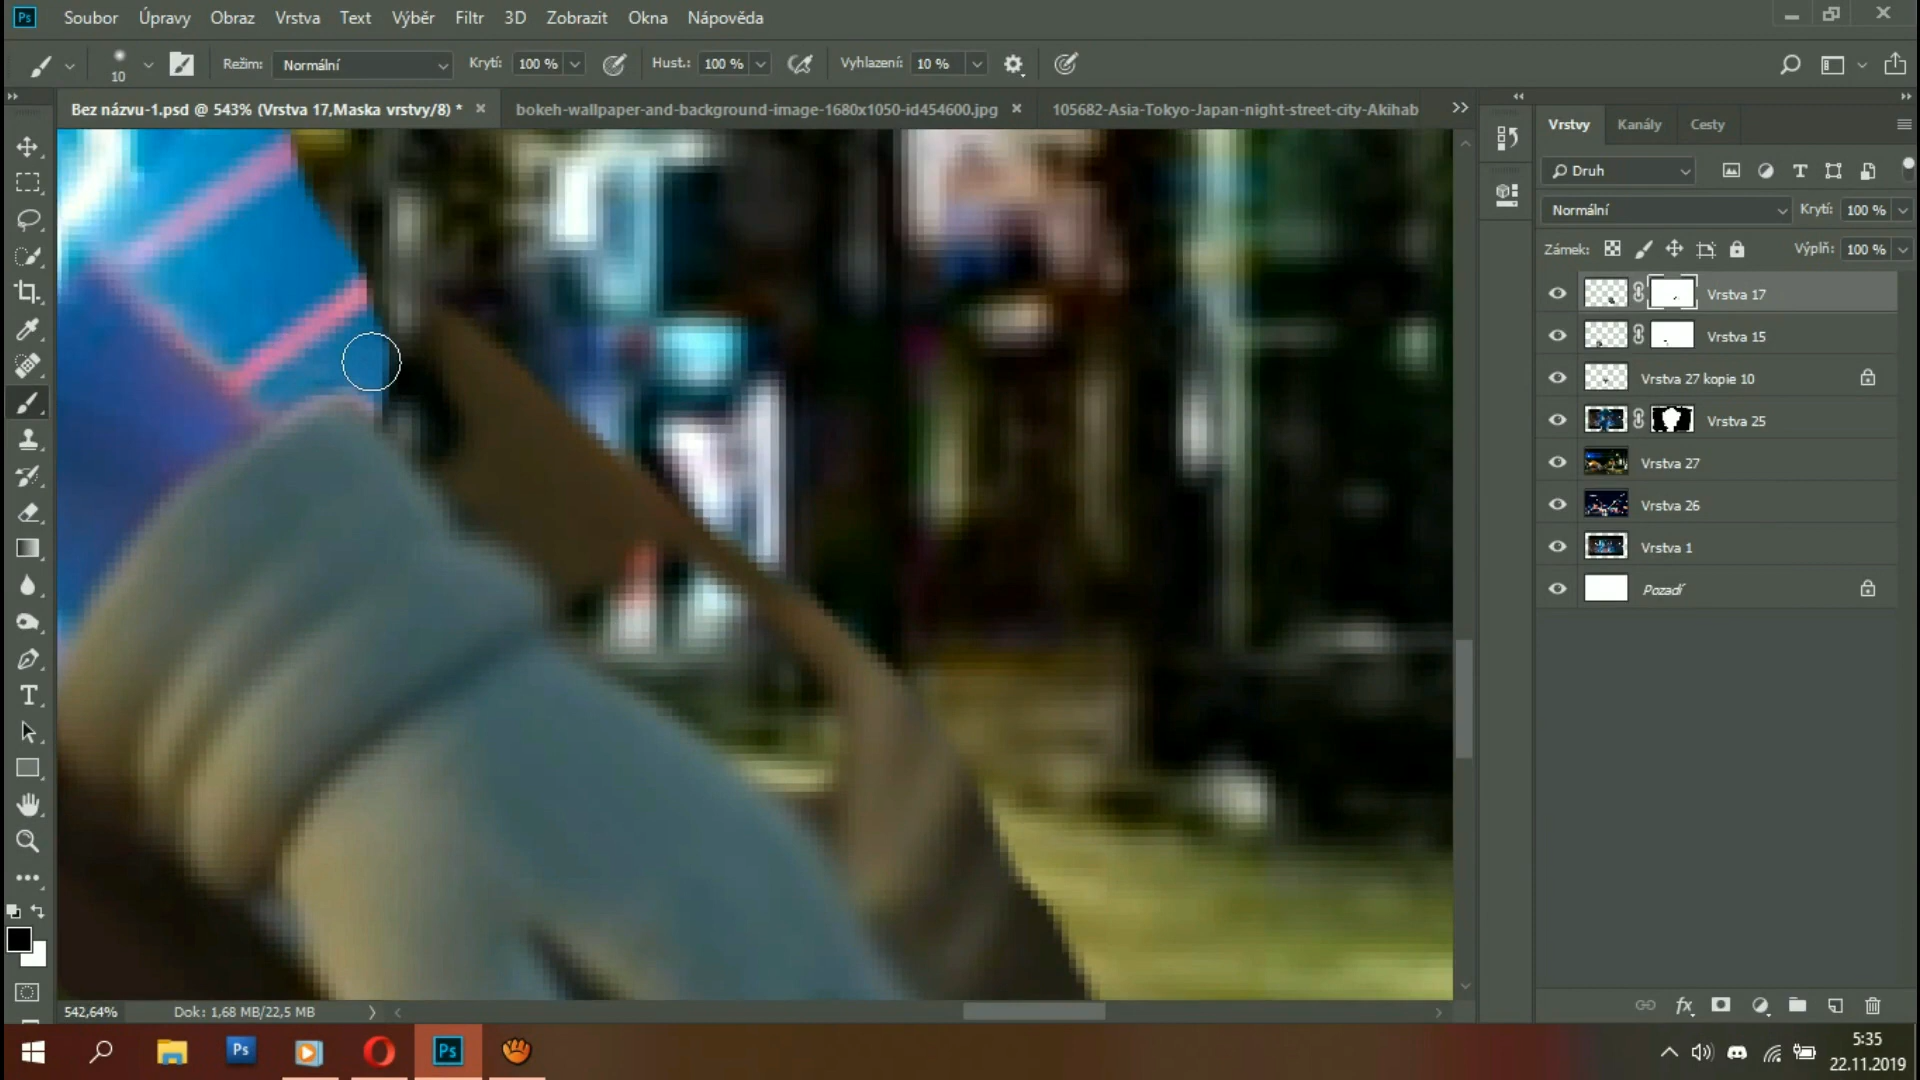 Ps Soubor Úpravy Obraz Vrstva Text Výběr Filtr 3D Zobrazit Okna Nápověda
10 Režim: Normální Krytí: 100 % Hust.: 100 % Vyhlazení: 10 %
Bez názvu-1.psd @ 543% (Vrstva 17,Maska vrstvy/8) * bokeh-wallpaper-and-background-image-1680x1050-id454600.jpg 105682-Asia-Tokyo-Japan-night-street-city-Akihab
Vrstvy Kanály Cesty
Druh
Normální Krytí: 100 %
Zámek: Výplň: 100 %
Vrstva 17
Vrstva 15
Vrstva 27 kopie 10
Vrstva 25
Vrstva 27
Vrstva 26
Vrstva 1
Pozadí
542,64% Dok: 1,68 MB/22,5 MB
fx
Ps Ps
5:35
22.11.2019